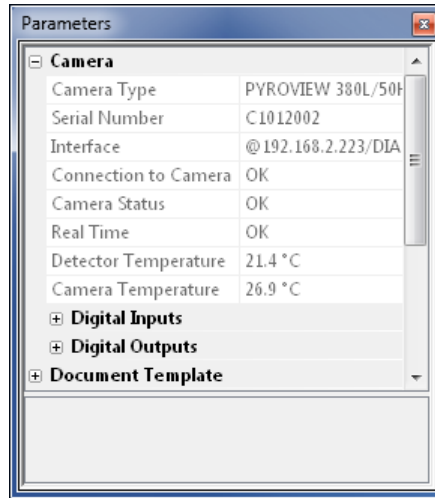 Parameters
Camera
Camera Type PYROVIEW 380L/50H
Serial Number C1012002
Interface @192.168.2.223/DIA
Connection to Camera OK
Camera Status OK
Real Time OK
Detector Temperature 21.4 °C
Camera Temperature 26.9 °C
Digital Inputs
Digital Outputs
Document Template